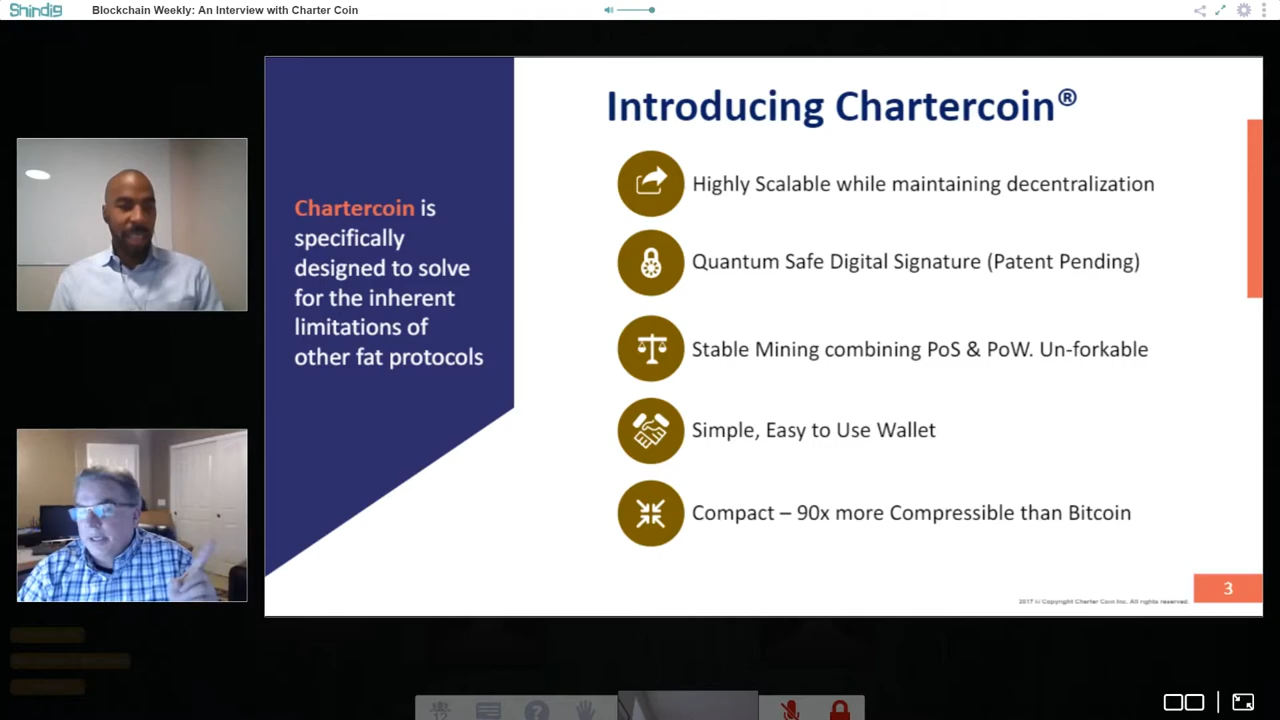 Shindig
Blockchain Weekly: An Interview with Charter Coin
Introducing Chartercoin®
Chartercoin is
specifically
designed to solve
for the inherent
limitations of
other fat protocols
Highly Scalable while maintaining decentralization
Quantum Safe Digital Signature (Patent Pending)
Stable Mining combining PoS & PoW. Un-forkable
Simple, Easy to Use Wallet
Compact – 90x more Compressible than Bitcoin
2017 © Copyright Charter Coin Inc. All rights reserved.
3
12